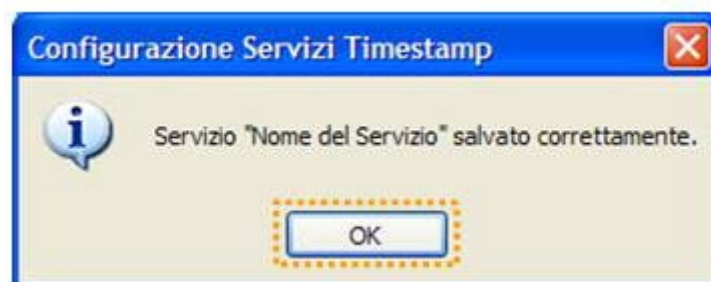 Configurazione Servizi Timestamp
Servizio "Nome del Servizio" salvato correttamente.
OK